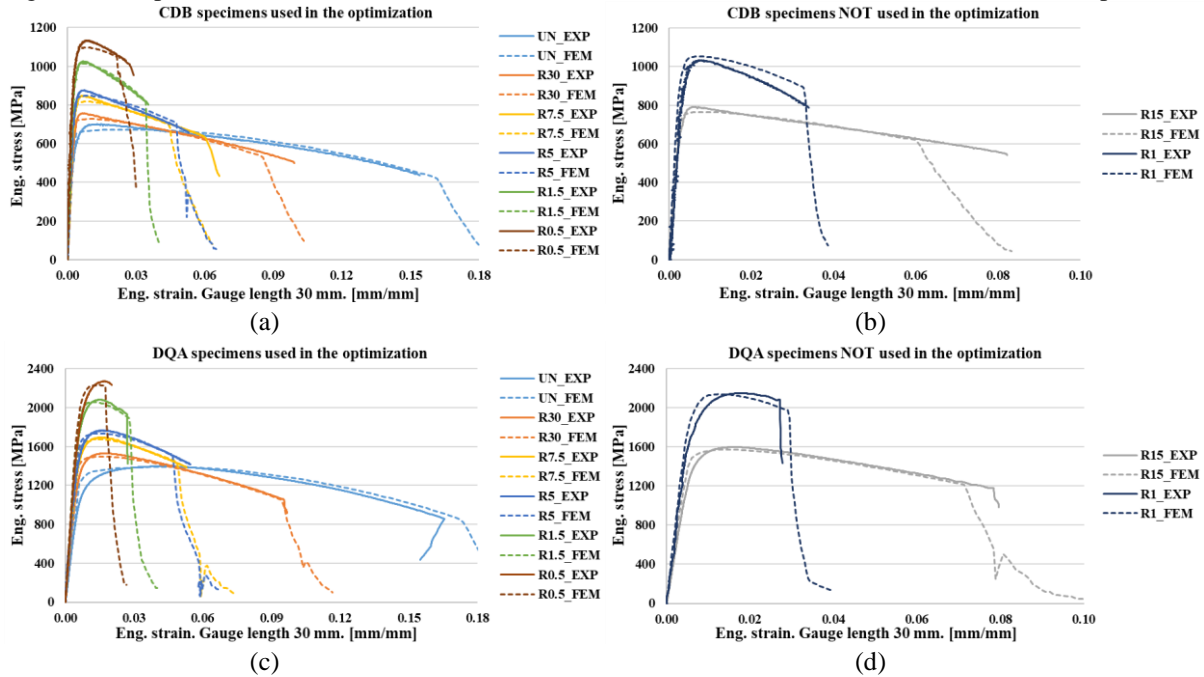 CDB specimens used in the optimization
1200
1000
800
600
400
200
0
Eng. stress [MPa]
0.00 0.03 0.06 0.09 0.12 0.15 0.18
Eng. strain. Gauge length 30 mm. [mm/mm]
UN_EXP
UN_FEM
R30_EXP
R30_FEM
R7.5_EXP
R7.5_FEM
R5_EXP
R5_FEM
R1.5_EXP
R1.5_FEM
R0.5_EXP
R0.5_FEM
(a)
CDB specimens NOT used in the optimization
1200
1000
800
600
400
200
0
Eng. stress [MPa]
0.00 0.02 0.04 0.06 0.08 0.10
Eng. strain. Gauge length 30 mm. [mm/mm]
R15_EXP
R15_FEM
R1_EXP
R1_FEM
(b)
DQA specimens used in the optimization
2400
2000
1600
1200
800
400
0
Eng. stress [MPa]
0.00 0.03 0.06 0.09 0.12 0.15 0.18
Eng. strain. Gauge length 30 mm. [mm/mm]
UN_EXP
UN_FEM
R30_EXP
R30_FEM
R7.5_EXP
R7.5_FEM
R5_EXP
R5_FEM
R1.5_EXP
R1.5_FEM
R0.5_EXP
R0.5_FEM
(c)
DQA specimens NOT used in the optimization
2400
2000
1600
1200
800
400
0
Eng. stress [MPa]
0.00 0.02 0.04 0.06 0.08 0.10
Eng. strain. Gauge length 30 mm. [mm/mm]
R15_EXP
R15_FEM
R1_EXP
R1_FEM
(d)